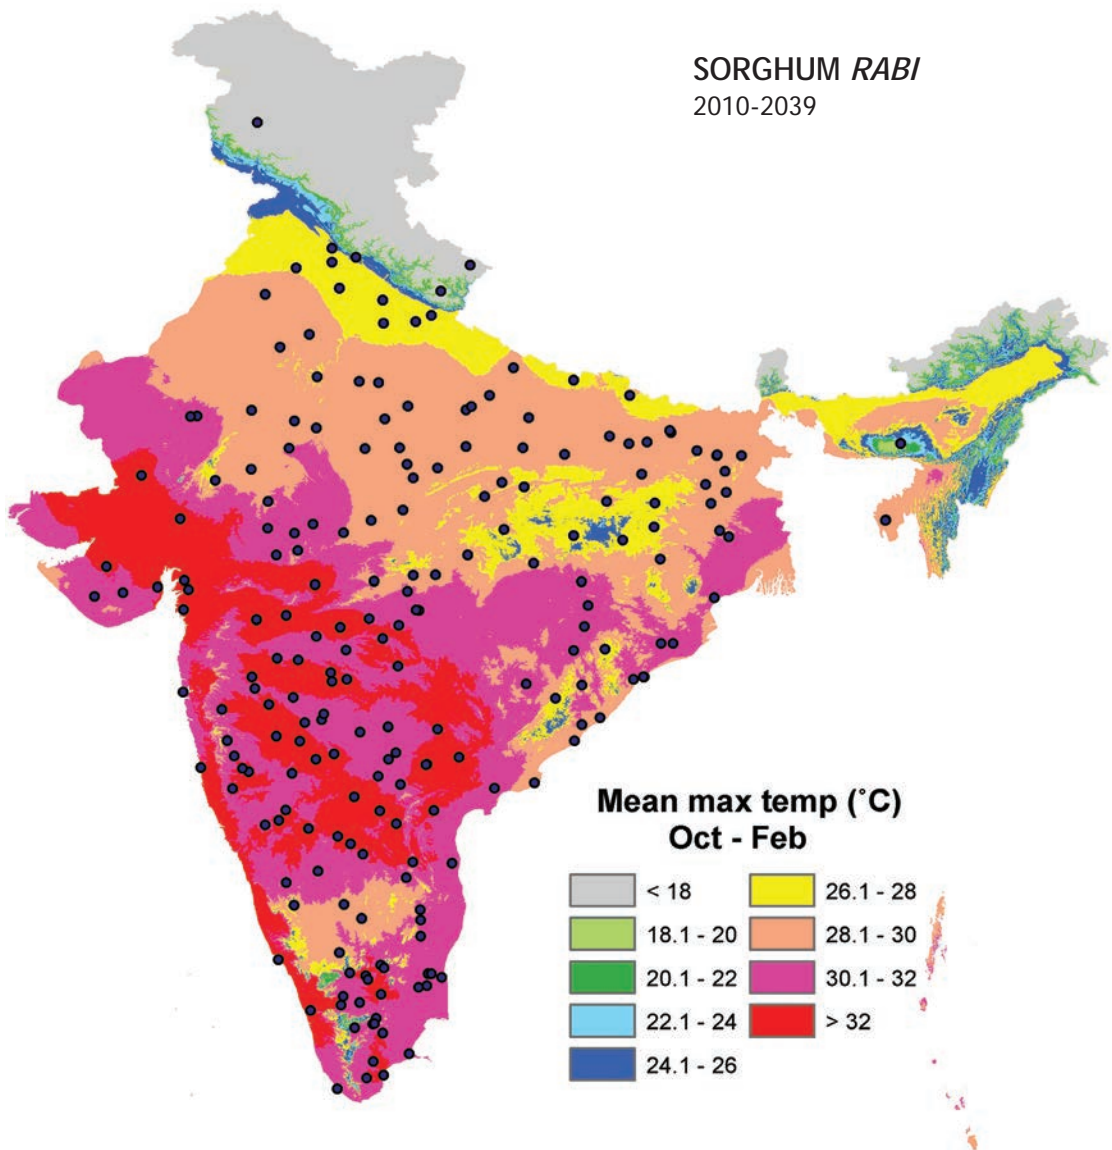 SORGHUM RABI
2010-2039
Mean max temp (˚C)
Oct - Feb
< 18
18.1 - 20
20.1 - 22
22.1 - 24
24.1 - 26
26.1 - 28
28.1 - 30
30.1 - 32
> 32